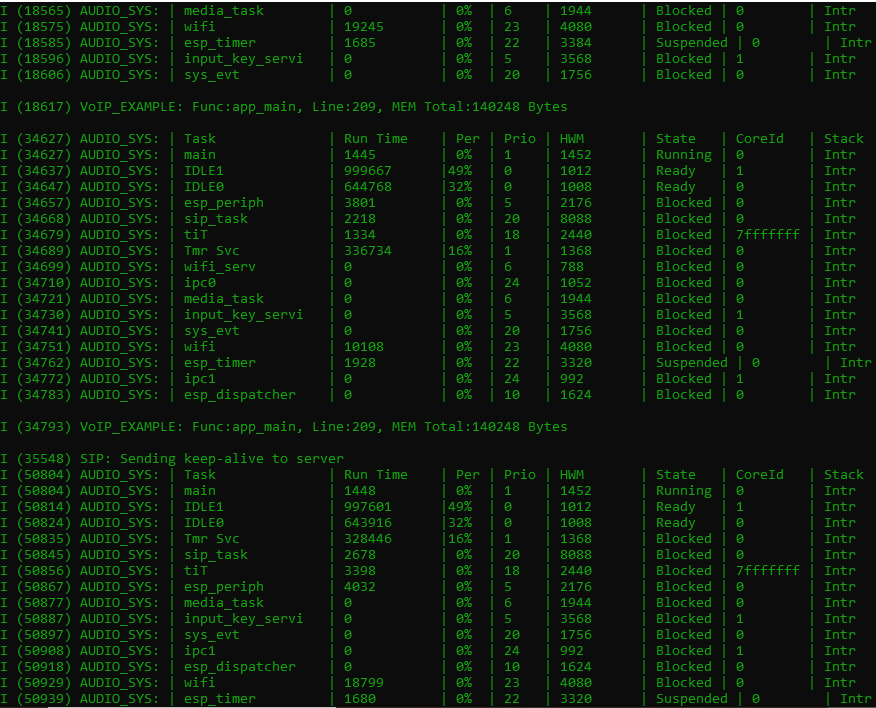 I (18565) AUDIO_SYS: | media_task | 0 | 0% | 6 | 1944 | Blocked | 0 | Intr
I (18575) AUDIO_SYS: | wifi | 19245 | 0% | 23 | 4080 | Blocked | 0 | Intr
I (18585) AUDIO_SYS: | esp_timer | 1685 | 0% | 22 | 3384 | Suspended | 0 | Intr
I (18596) AUDIO_SYS: | input_key_servi | 0 | 0% | 5 | 3568 | Blocked | 1 | Intr
I (18606) AUDIO_SYS: | sys_evt | 0 | 0% | 20 | 1756 | Blocked | 0 | Intr
I (18617) VoIP_EXAMPLE: Func:app_main, Line:209, MEM Total:140248 Bytes
I (34627) AUDIO_SYS: | Task | Run Time | Per | Prio | HWM | State | CoreId | Stack
I (34627) AUDIO_SYS: | main | 1445 | 0% | 1 | 1452 | Running | 0 | Intr
I (34637) AUDIO_SYS: | IDLE1 | 999667 | 49% | 0 | 1012 | Ready | 1 | Intr
I (34647) AUDIO_SYS: | IDLE0 | 644768 | 32% | 0 | 1008 | Ready | 0 | Intr
I (34657) AUDIO_SYS: | esp_periph | 3801 | 0% | 5 | 2176 | Blocked | 0 | Intr
I (34668) AUDIO_SYS: | sip_task | 2218 | 0% | 20 | 8088 | Blocked | 0 | Intr
I (34679) AUDIO_SYS: | tiT | 1334 | 0% | 18 | 2440 | Blocked | 7fffffff | Intr
I (34689) AUDIO_SYS: | Tmr Svc | 336734 |16% | 1 | 1368 | Blocked | 0 | Intr
I (34699) AUDIO_SYS: | wifi_serv | 0 | 0% | 6 | 788 | Blocked | 0 | Intr
I (34710) AUDIO_SYS: | ipc0 | 0 | 0% | 24 | 1052 | Blocked | 0 | Intr
I (34721) AUDIO_SYS: | media_task | 0 | 0% | 6 | 1944 | Blocked | 0 | Intr
I (34730) AUDIO_SYS: | input_key_servi | 0 | 0% | 5 | 3568 | Blocked | 1 | Intr
I (34741) AUDIO_SYS: | sys_evt | 0 | 0% | 20 | 1756 | Blocked | 0 | Intr
I (34751) AUDIO_SYS: | wifi | 10108 | 0% | 23 | 4080 | Blocked | 0 | Intr
I (34762) AUDIO_SYS: | esp_timer | 1928 | 0% | 22 | 3320 | Suspended | 0 | Intr
I (34772) AUDIO_SYS: | ipc1 | 0 | 0% | 24 | 992 | Blocked | 1 | Intr
I (34783) AUDIO_SYS: | esp_dispatcher | 0 | 0% | 10 | 1624 | Blocked | 0 | Intr
I (34793) VoIP_EXAMPLE: Func:app_main, Line:209, MEM Total:140248 Bytes
I (35548) SIP: Sending keep-alive to server
I (50804) AUDIO_SYS: | Task | Run Time | Per | Prio | HWM | State | CoreId | Stack
I (50804) AUDIO_SYS: | main | 1448 | 0% | 1 | 1452 | Running | 0 | Intr
I (50814) AUDIO_SYS: | IDLE1 | 997601 | 49% | 0 | 1012 | Ready | 1 | Intr
I (50824) AUDIO_SYS: | IDLE0 | 643916 | 32% | 0 | 1008 | Ready | 0 | Intr
I (50835) AUDIO_SYS: | Tmr Svc | 328446 | 16% | 1 | 1368 | Blocked | 0 | Intr
I (50845) AUDIO_SYS: | sip_task | 2678 | 0% | 20 | 8088 | Blocked | 0 | Intr
I (50856) AUDIO_SYS: | tiT | 3398 | 0% | 18 | 2440 | Blocked | 7fffffff | Intr
I (50867) AUDIO_SYS: | esp_periph | 4032 | 0% | 5 | 2176 | Blocked | 0 | Intr
I (50877) AUDIO_SYS: | media_task | 0 | 0% | 6 | 1944 | Blocked | 0 | Intr
I (50887) AUDIO_SYS: | input_key_servi | 0 | 0% | 5 | 3568 | Blocked | 1 | Intr
I (50897) AUDIO_SYS: | sys_evt | 0 | 0% | 20 | 1756 | Blocked | 0 | Intr
I (50908) AUDIO_SYS: | ipc1 | 0 | 0% | 24 | 992 | Blocked | 1 | Intr
I (50918) AUDIO_SYS: | esp_dispatcher | 0 | 0% | 10 | 1624 | Blocked | 0 | Intr
I (50929) AUDIO_SYS: | wifi | 18799 | 0% | 23 | 4080 | Blocked | 0 | Intr
I (50939) AUDIO_SYS: | esp_timer | 1680 | 0% | 22 | 3320 | Suspended | 0 | Intr